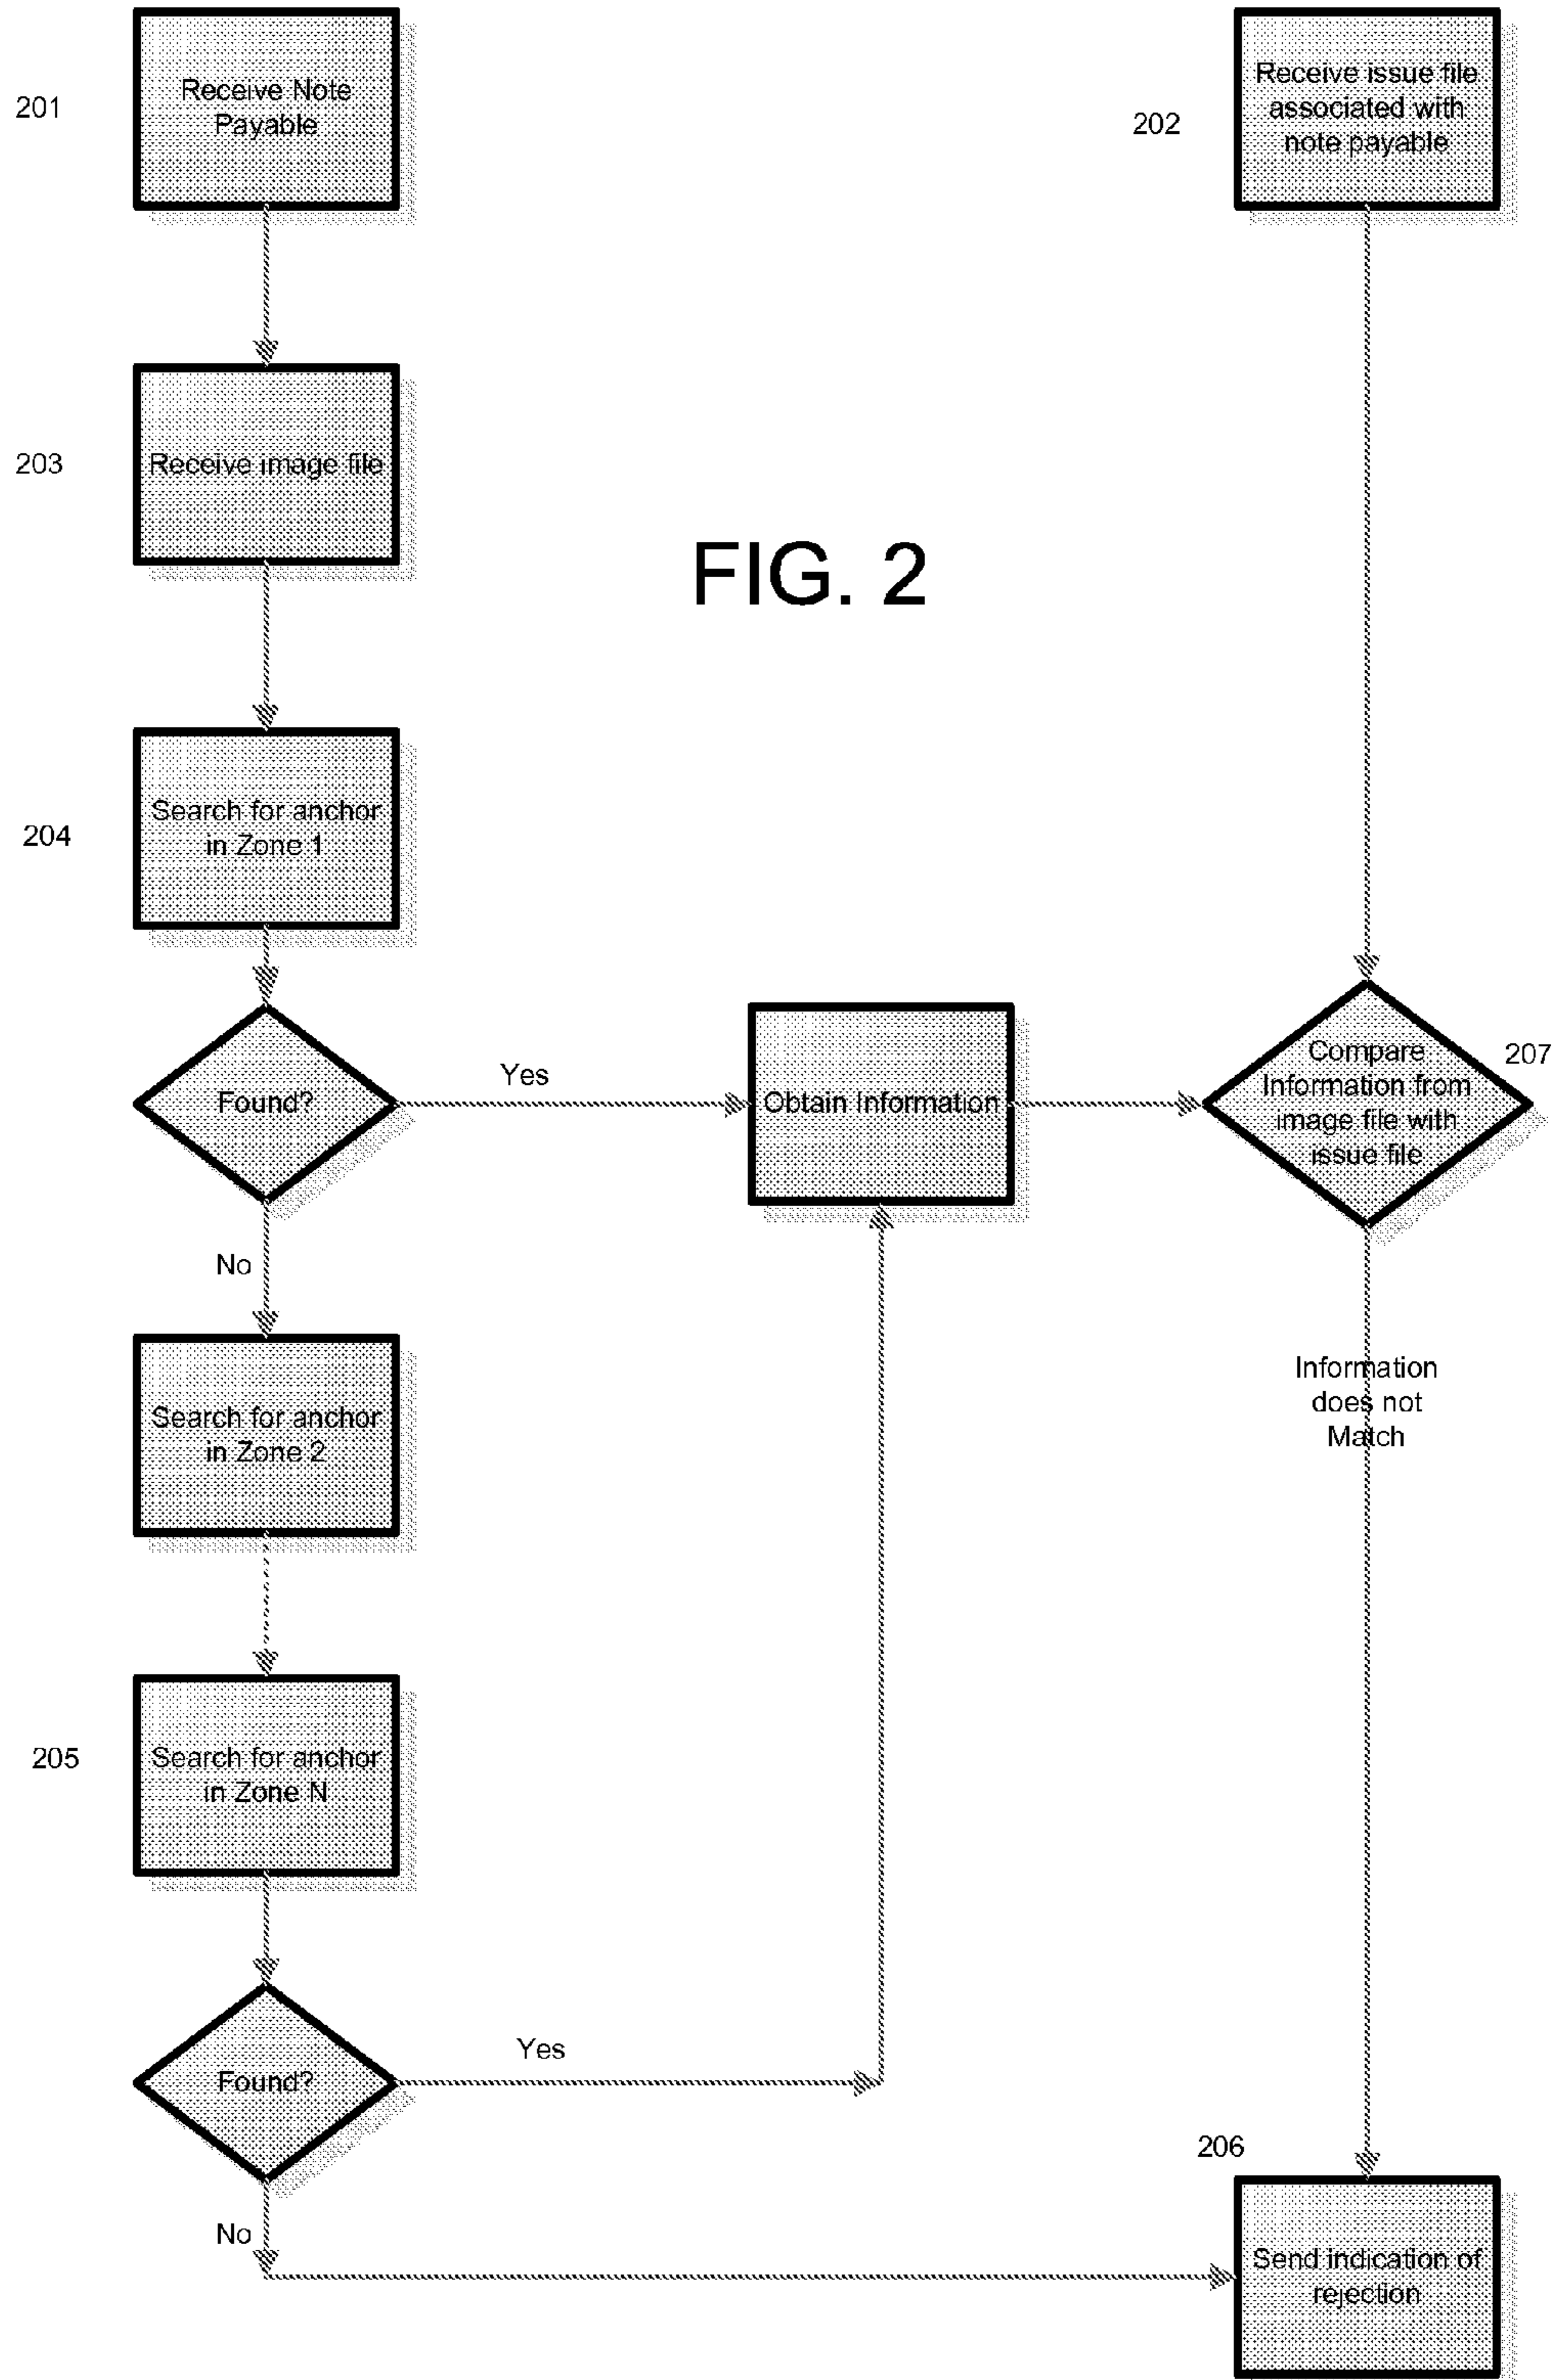 201
Receive Note
Payable
202
Receive issue file
associated with
note payable
203
Receive image file
FIG. 2
204
Search for anchor
in Zone 1
Found?
Yes
Obtain Information
Compare
Information from
image file with
issue file
207
No
Search for anchor
in Zone 2
Information
does not
Match
205
Search for anchor
in Zone N
Found?
Yes
No
206
Send indication of
rejection